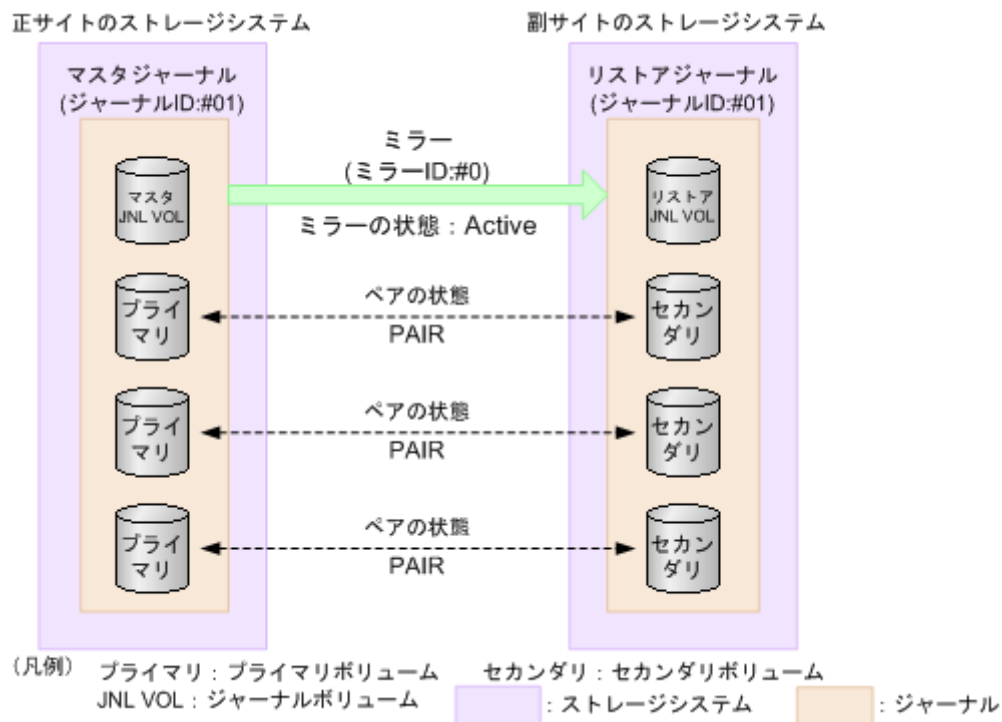 正サイトのストレージシステム
副サイトのストレージシステム
マスタジャーナル
(ジャーナルID:#01)
リストアジャーナル
(ジャーナルID:#01)
ミラー
(ミラーID:#0)
マスタ
JNL VOL
リストア
JNL VOL
ミラーの状態：Active
プライ
マリ
ペアの状態
PAIR
セカン
ダリ
プライ
マリ
ペアの状態
PAIR
セカン
ダリ
プライ
マリ
ペアの状態
PAIR
セカン
ダリ
(凡例) プライマリ：プライマリボリューム セカンダリ：セカンダリボリューム
JNL VOL：ジャーナルボリューム ：ストレージシステム ：ジャーナル